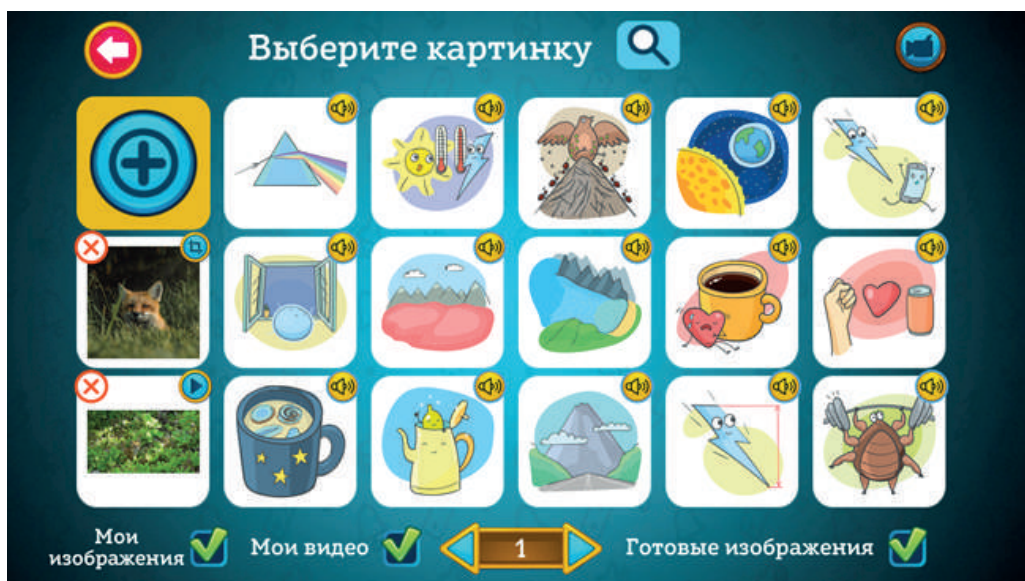 Выберите картинку
Мои
изображения
Мои видео
1
Готовые изображения